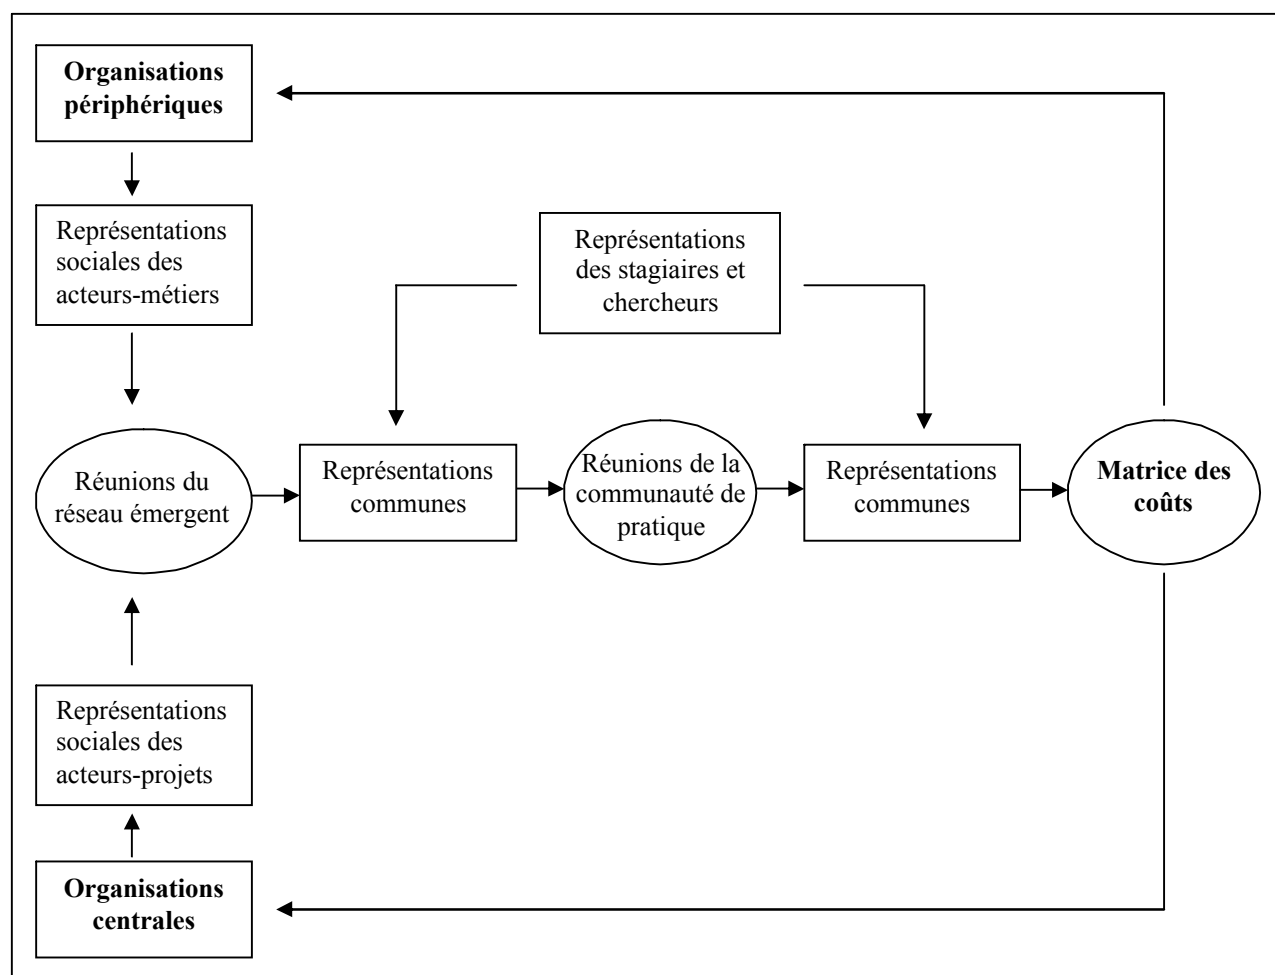 Organisations
périphériques
Représentations
sociales des
acteurs-métiers
Représentations
des stagiaires et
chercheurs
Réunions du
réseau émergent
Représentations
communes
Réunions de la
communauté de
pratique
Représentations
communes
Matrice des
coûts
Représentations
sociales des
acteurs-projets
Organisations
centrales